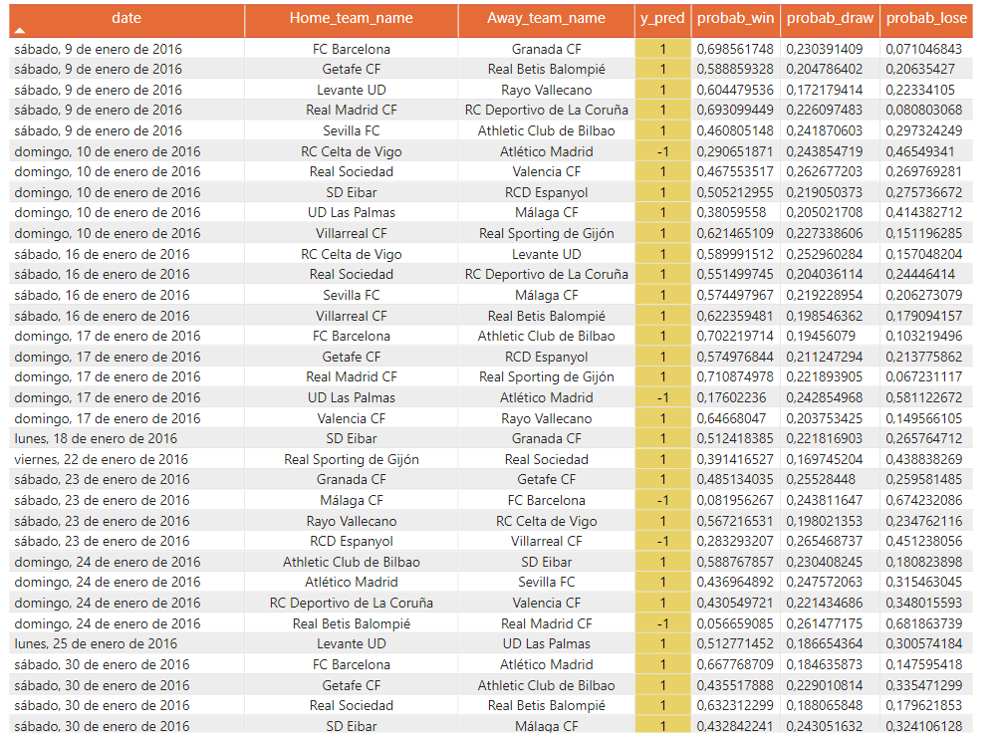 date Home_team_name Away_team_name y_pred probab_win probab_draw probab_lose
sábado, 9 de enero de 2016 FC Barcelona Granada CF 1 0,698561748 0,230391409 0,071046843
sábado, 9 de enero de 2016 Getafe CF Real Betis Balompié 1 0,588859328 0,204786402 0,20635427
sábado, 9 de enero de 2016 Levante UD Rayo Vallecano 1 0,604479536 0,172179414 0,22334105
sábado, 9 de enero de 2016 Real Madrid CF RC Deportivo de La Coruña 1 0,693099449 0,226097483 0,080803068
sábado, 9 de enero de 2016 Sevilla FC Athletic Club de Bilbao 1 0,460805148 0,241870603 0,297324249
domingo, 10 de enero de 2016 RC Celta de Vigo Atlético Madrid -1 0,290651871 0,243854719 0,46549341
domingo, 10 de enero de 2016 Real Sociedad Valencia CF 1 0,467553517 0,262677203 0,269769281
domingo, 10 de enero de 2016 SD Eibar RCD Espanyol 1 0,505212955 0,219050373 0,275736672
domingo, 10 de enero de 2016 UD Las Palmas Málaga CF 1 0,38059558 0,205021708 0,414382712
domingo, 10 de enero de 2016 Villarreal CF Real Sporting de Gijón 1 0,621465109 0,227338606 0,151196285
sábado, 16 de enero de 2016 RC Celta de Vigo Levante UD 1 0,589991512 0,252960284 0,157048204
sábado, 16 de enero de 2016 Real Sociedad RC Deportivo de La Coruña 1 0,551499745 0,204036114 0,24446414
sábado, 16 de enero de 2016 Sevilla FC Málaga CF 1 0,574497967 0,219228954 0,206273079
sábado, 16 de enero de 2016 Villarreal CF Real Betis Balompié 1 0,622359481 0,198546362 0,179094157
domingo, 17 de enero de 2016 FC Barcelona Athletic Club de Bilbao 1 0,702219714 0,19456079 0,103219496
domingo, 17 de enero de 2016 Getafe CF RCD Espanyol 1 0,574976844 0,211247294 0,213775862
domingo, 17 de enero de 2016 Real Madrid CF Real Sporting de Gijón 1 0,710874978 0,221893905 0,067231117
domingo, 17 de enero de 2016 UD Las Palmas Atlético Madrid -1 0,17602236 0,242854968 0,581122672
domingo, 17 de enero de 2016 Valencia CF Rayo Vallecano 1 0,64668047 0,203753425 0,149566105
lunes, 18 de enero de 2016 SD Eibar Granada CF 1 0,512418385 0,221816903 0,265764712
viernes, 22 de enero de 2016 Real Sporting de Gijón Real Sociedad 1 0,391416527 0,169745204 0,438838269
sábado, 23 de enero de 2016 Granada CF Getafe CF 1 0,485134035 0,25528448 0,259581485
sábado, 23 de enero de 2016 Málaga CF FC Barcelona -1 0,081956267 0,243811647 0,674232086
sábado, 23 de enero de 2016 Rayo Vallecano RC Celta de Vigo 1 0,567216531 0,198021353 0,234762116
sábado, 23 de enero de 2016 RCD Espanyol Villarreal CF -1 0,283293207 0,265468737 0,451238056
domingo, 24 de enero de 2016 Athletic Club de Bilbao SD Eibar 1 0,588767857 0,230408245 0,180823898
domingo, 24 de enero de 2016 Atlético Madrid Sevilla FC 1 0,436964892 0,247572063 0,315463045
domingo, 24 de enero de 2016 RC Deportivo de La Coruña Valencia CF 1 0,430549721 0,221434686 0,348015593
domingo, 24 de enero de 2016 Real Betis Balompié Real Madrid CF -1 0,056659085 0,261477175 0,681863739
lunes, 25 de enero de 2016 Levante UD UD Las Palmas 1 0,512771452 0,186654364 0,300574184
sábado, 30 de enero de 2016 FC Barcelona Atlético Madrid 1 0,667768709 0,184635873 0,147595418
sábado, 30 de enero de 2016 Getafe CF Athletic Club de Bilbao 1 0,435517888 0,229010814 0,335471299
sábado, 30 de enero de 2016 Real Sociedad Real Betis Balompié 1 0,632312299 0,188065848 0,179621853
sábado, 30 de enero de 2016 SD Eibar Málaga CF 1 0,432842241 0,243051632 0,324106128